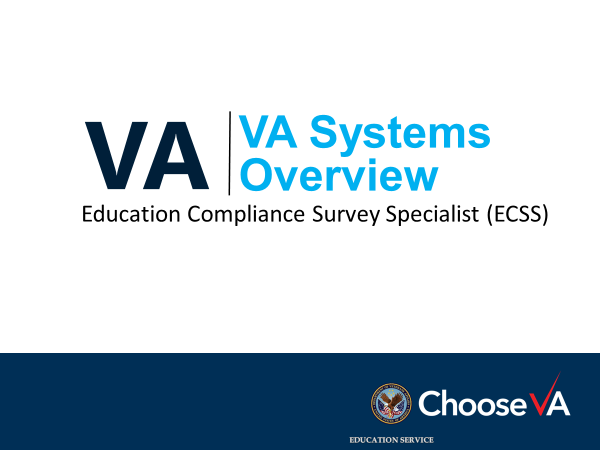 VA
VA Systems
Overview
Education Compliance Survey Specialist (ECSS)
Choose VA
EDUCATION SERVICE